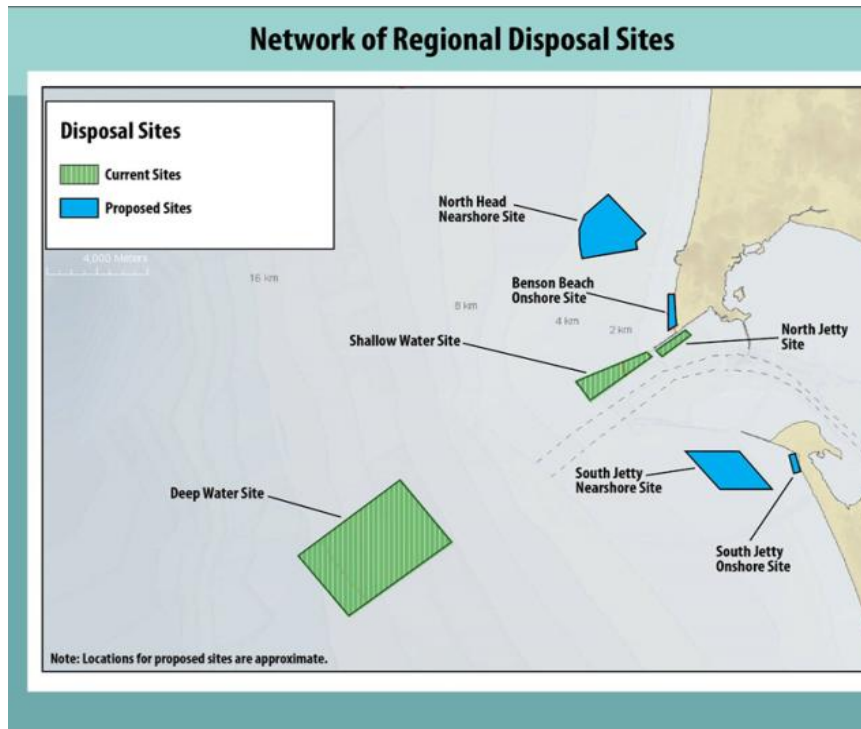 Network of Regional Disposal Sites
Disposal Sites
Current Sites
Proposed Sites
4,000 Meters
16 km
8 km
4 km
2 km
North Head
Nearshore Site
Benson Beach
Onshore Site
North Jetty
Site
Shallow Water Site
Deep Water Site
South Jetty
Nearshore Site
South Jetty
Onshore Site
Note: Locations for proposed sites are approximate.